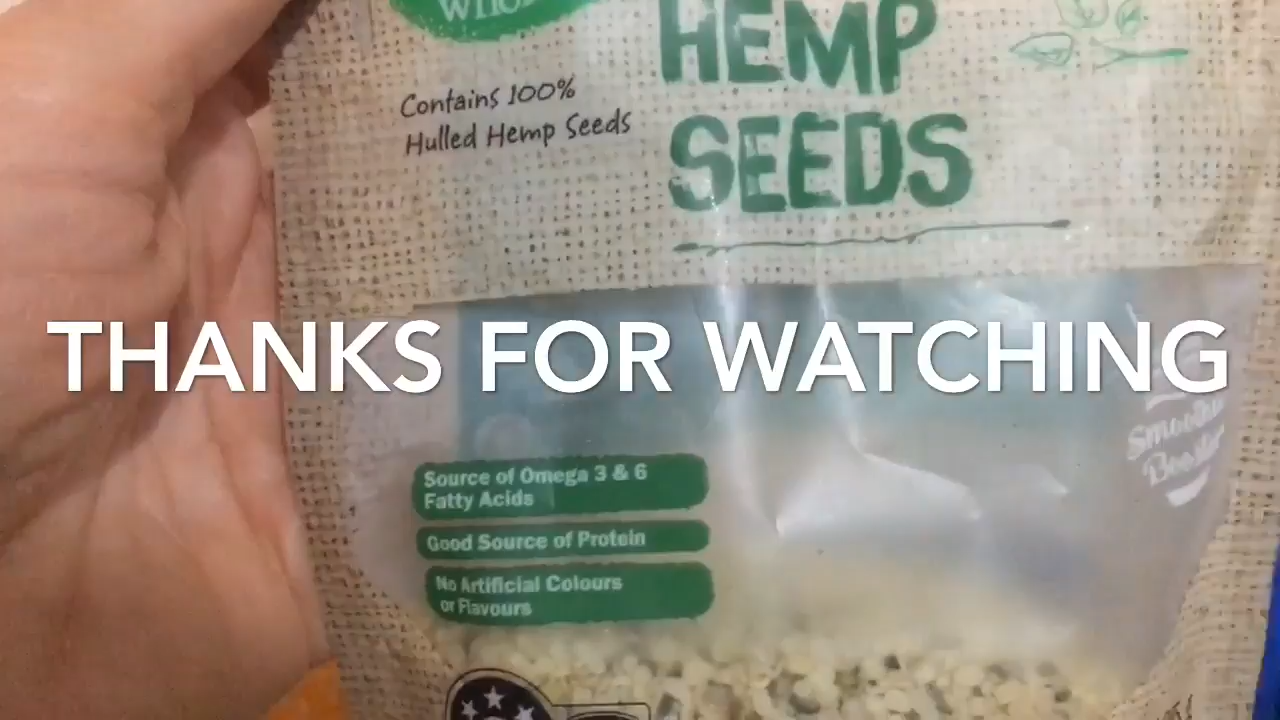 HEMP
SEEDS
Contains 100%
Hulled Hemp Seeds
THANKS FOR WATCHING
Source of Omega 3 & 6
Fatty Acids
Good Source of Protein
No Artificial Colours
or Flavours